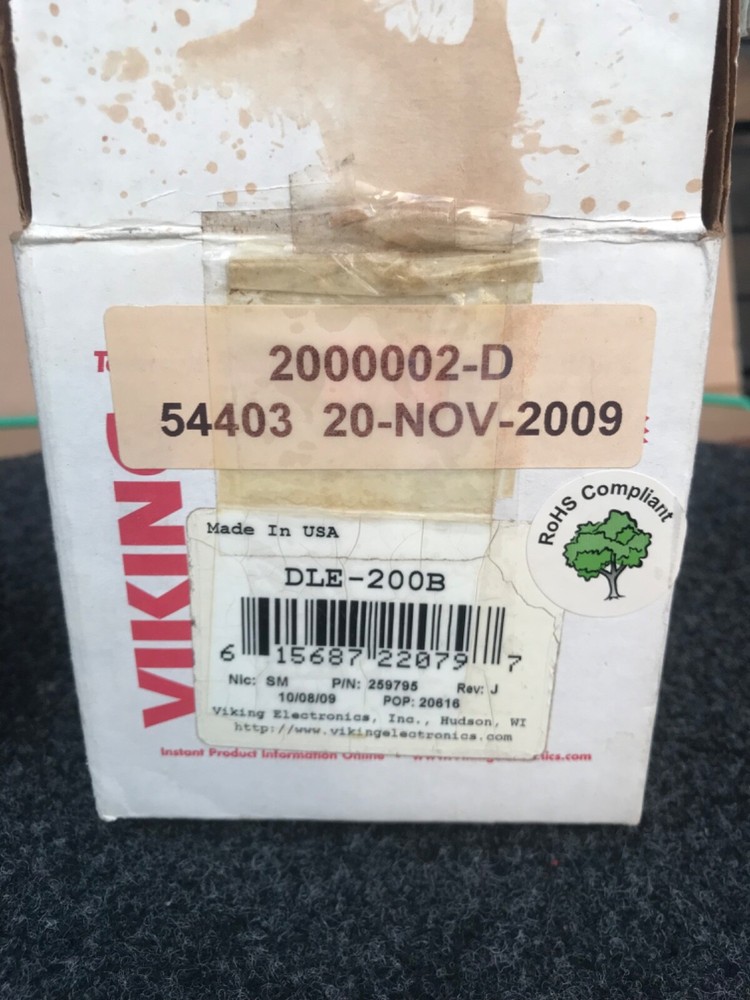 2000002-D
54403 20-NOV-2009
RoHS Compliant
VIKING
Made In USA
DLE-200B
6 15687 22079 7
Nic: SM P/N: 259795 Rev: J
10/08/09 POP: 20616
Viking Electronics, Inc., Hudson, WI
http://www.vikingelectronics.com
Instant Product Information Online